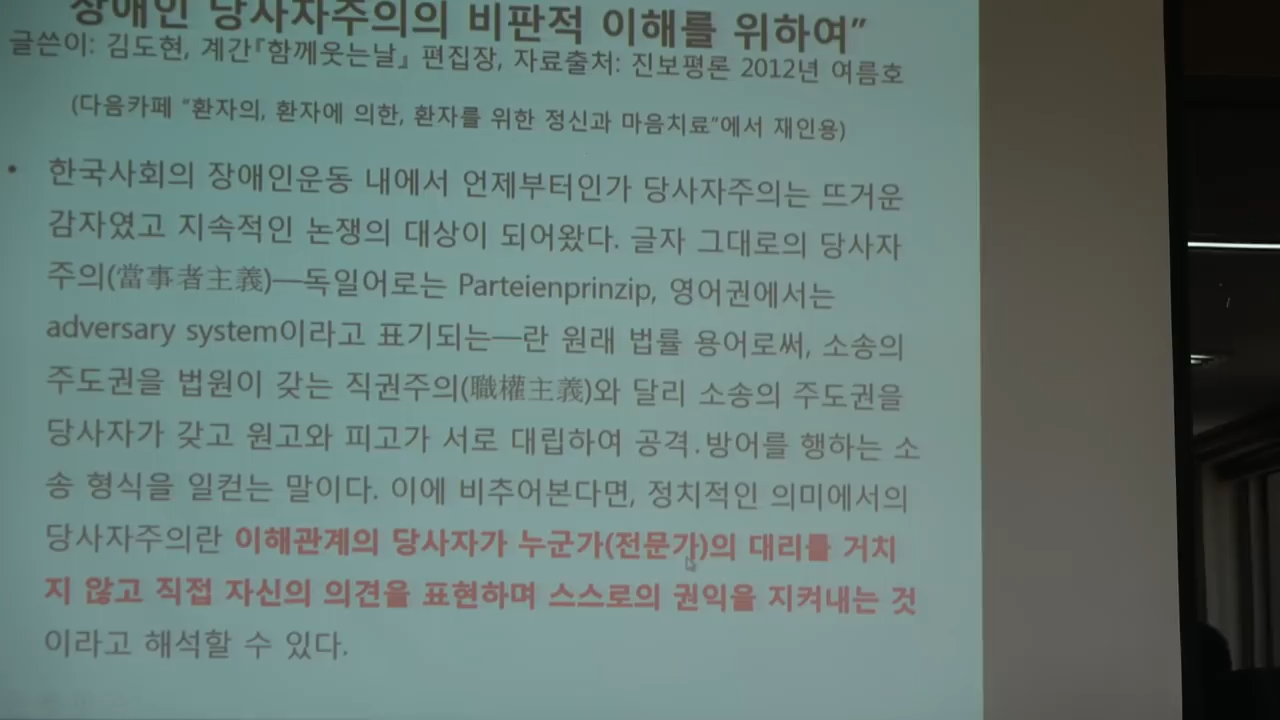 장애인 당사자주의의 비판적 이해를 위하여”
글쓴이: 김도현, 계간『함께웃는날』 편집장, 자료출처: 진보평론 2012년 여름호
(다음카페 “환자의, 환자에 의한, 환자를 위한 정신과 마음치료”에서 재인용)
• 한국사회의 장애인운동 내에서 언제부터인가 당사자주의는 뜨거운
감자였고 지속적인 논쟁의 대상이 되어왔다. 글자 그대로의 당사자
주의(當事者主義)—독일어로는 Parteienprinzip, 영어권에서는
adversary system이라고 표기되는—란 원래 법률 용어로써, 소송의
주도권을 법원이 갖는 직권주의(職權主義)와 달리 소송의 주도권을
당사자가 갖고 원고와 피고가 서로 대립하여 공격·방어를 행하는 소
송 형식을 일컫는 말이다. 이에 비추어본다면, 정치적인 의미에서의
당사자주의란 이해관계의 당사자가 누군가(전문가)의 대리를 거치
지 않고 직접 자신의 의견을 표현하며 스스로의 권익을 지켜내는 것
이라고 해석할 수 있다.